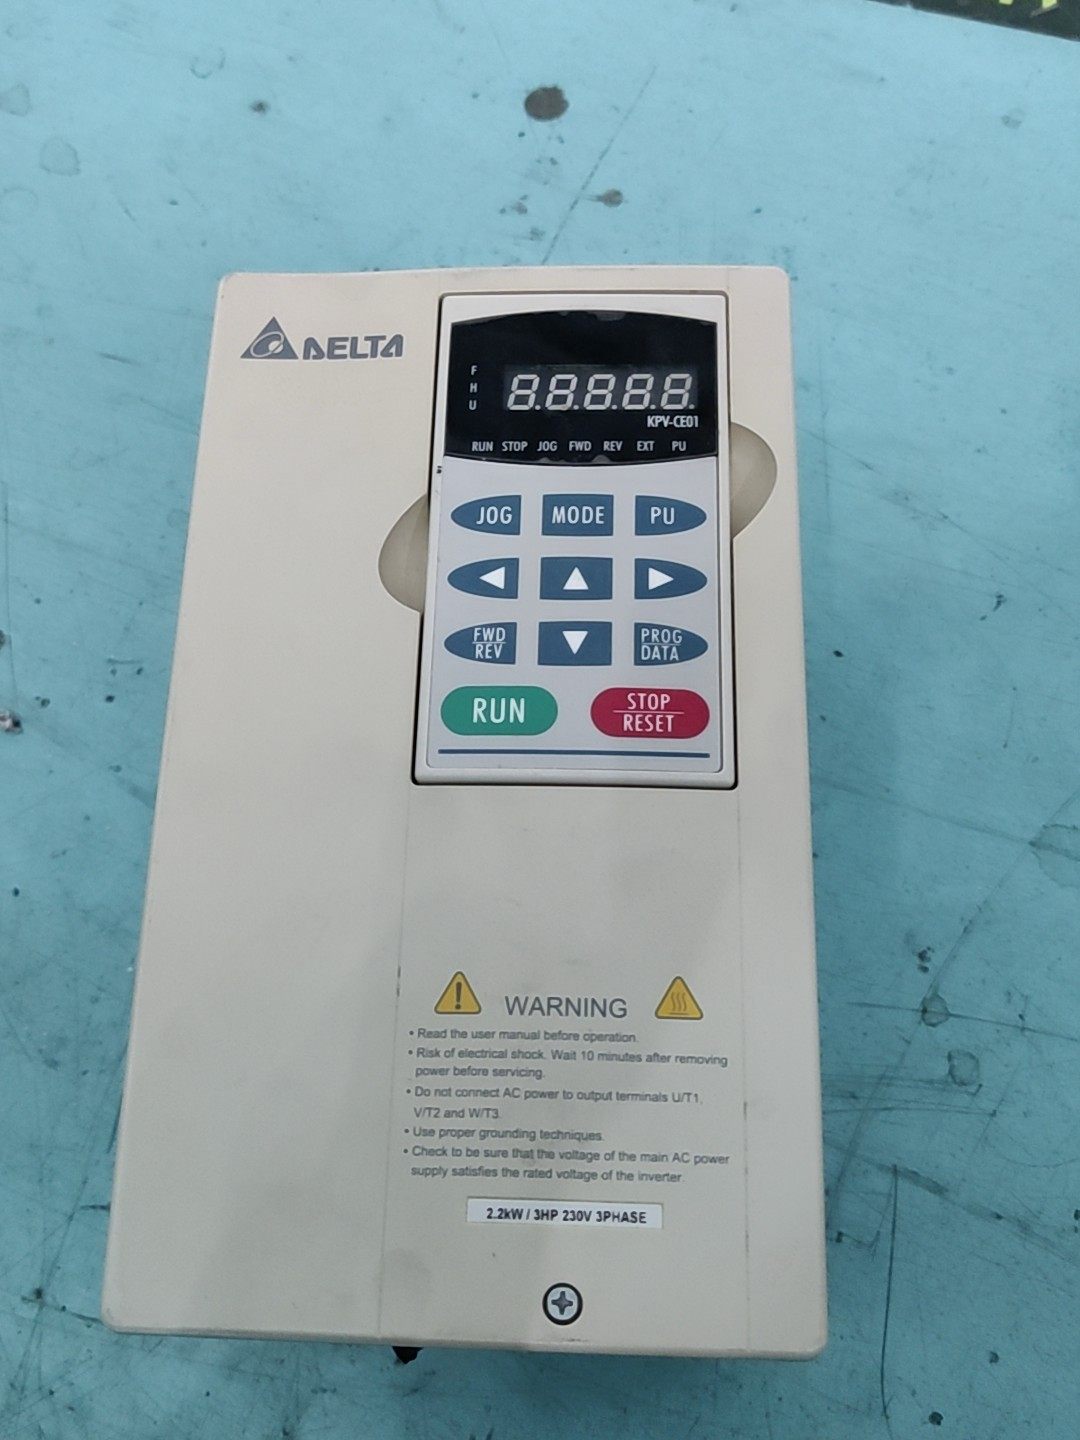 DELTA
F
H
U
8.8.8.8.8.
KPV-CE01
RUN STOP JOG FWD REV EXT PU
JOG MODE PU
FWD
REV
PROG
DATA
RUN
STOP
RESET
WARNING
• Read the user manual before operation.
• Risk of electrical shock. Wait 10 minutes after removing
power before servicing.
• Do not connect AC power to output terminals U/T1,
V/T2 and W/T3.
• Use proper grounding techniques.
• Check to be sure that the voltage of the main AC power
supply satisfies the rated voltage of the inverter.
2.2kW / 3HP 230V 3PHASE